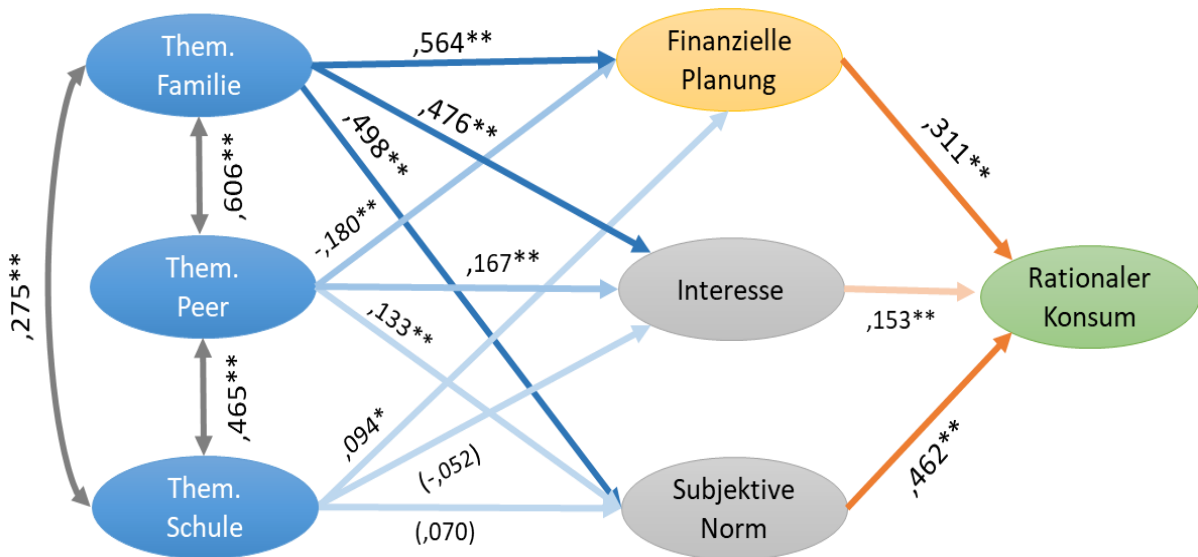 Them.
Familie
Them.
Peer
Them.
Schule
,275**
,606**
,465**
,564**
,476**
,498**
-,180**
,167**
,133**
,094*
(-,052)
(,070)
Finanzielle
Planung
Interesse
Subjektive
Norm
,311**
,153**
,462**
Rationaler
Konsum